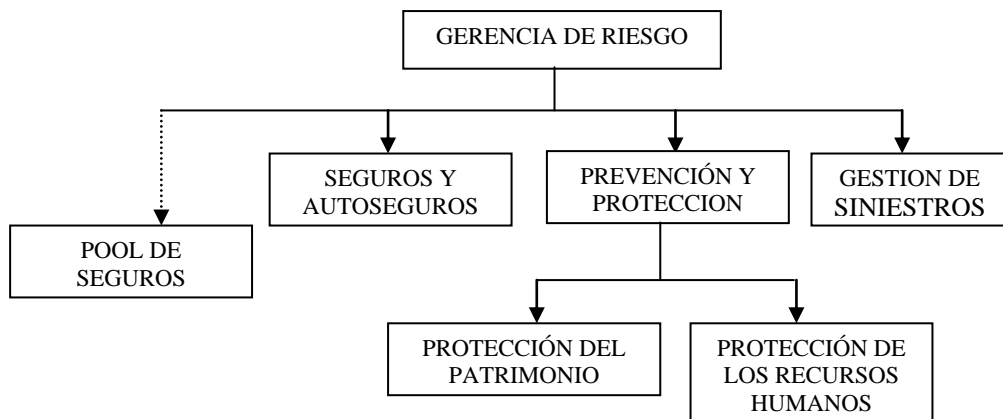 GERENCIA DE RIESGO
SEGUROS Y
AUTOSEGUROS
PREVENCIÓN Y
PROTECCION
GESTION DE
SINIESTROS
POOL DE
SEGUROS
PROTECCIÓN DEL
PATRIMONIO
PROTECCIÓN DE
LOS RECURSOS
HUMANOS